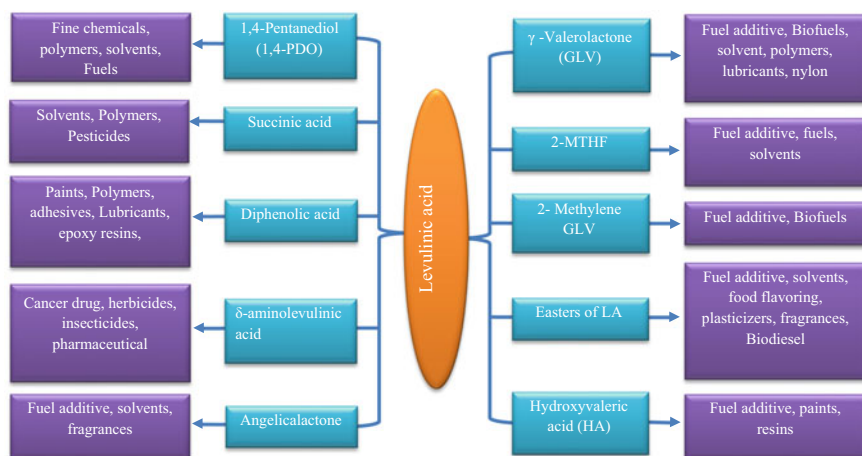 Fine chemicals,
polymers, solvents,
Fuels
1,4-Pentanediol
(1,4-PDO)
Solvents, Polymers,
Pesticides
Succinic acid
Paints, Polymers,
adhesives, Lubricants,
epoxy resins,
Diphenolic acid
Cancer drug, herbicides,
insecticides,
pharmaceutical
δ-aminolevulinic
acid
Fuel additive, solvents,
fragrances
Angelicalactone
Levulinic acid
γ -Valerolactone
(GLV)
Fuel additive, Biofuels,
solvent, polymers,
lubricants, nylon
2-MTHF
Fuel additive, fuels,
solvents
2- Methylene
GLV
Fuel additive, Biofuels
Easters of LA
Fuel additive, solvents,
food flavoring,
plasticizers, fragrances,
Biodiesel
Hydroxyvaleric
acid (HA)
Fuel additive, paints,
resins